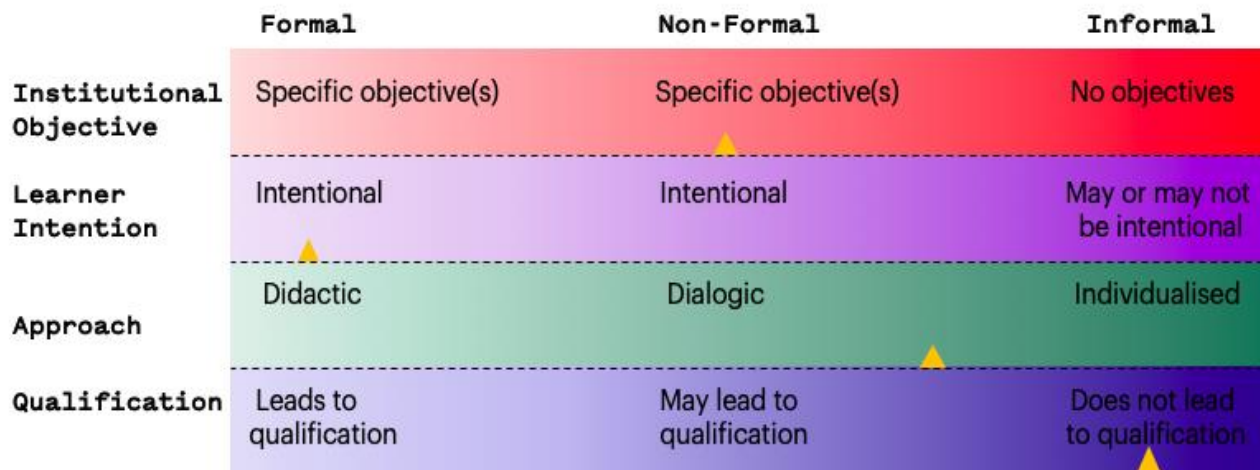 Formal Non-Formal Informal
Institutional Specific objective(s) Specific objective(s) No objectives
Objective
Learner Intentional Intentional May or may not
Intention be intentional
Didactic Dialogic Individualised
Approach
Qualification Leads to May lead to Does not lead
qualification qualification to qualification